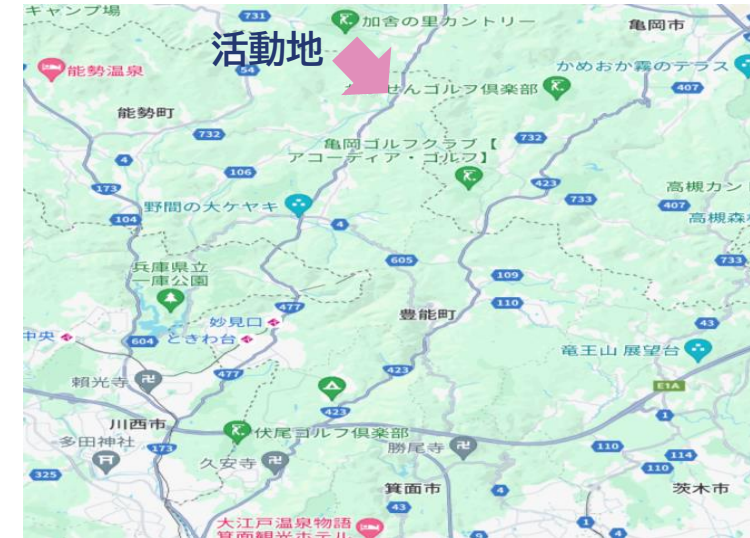 キャンプ場
731
加舎の里カントリー
亀岡市
活動地
能勢温泉
54
せんゴルフ倶楽部
かめおか霧のテラス
407
能勢町
732
亀岡ゴルフクラブ【
アコーディア・ゴルフ】
732
4
106
173
423
733
高槻カン
407
高槻森
104
野間の大ケヤキ
4
605
733
兵庫県立
一庫公園
109
477
110
豊能町
妙見口
43
中央
604
ときわ台
竜王山 展望台
477
423
頼光寺
E1A
423
1
川西市
伏尾ゴルフ倶楽部
多田神社
173
勝尾寺
110
114
久安寺
110
325
箕面市
4
茨木市
43
大江戸温泉物語
箕面観光ホテル
9
1
4